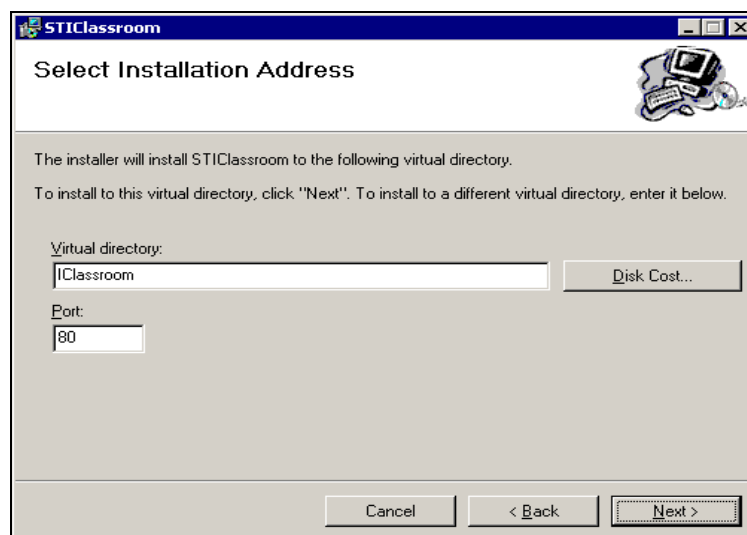 STIClassroom
Select Installation Address
The installer will install STIClassroom to the following virtual directory.
To install to this virtual directory, click "Next". To install to a different virtual directory, enter it below.
Virtual directory:
IClassroom
Disk Cost...
Port:
80
Cancel
< Back
Next >